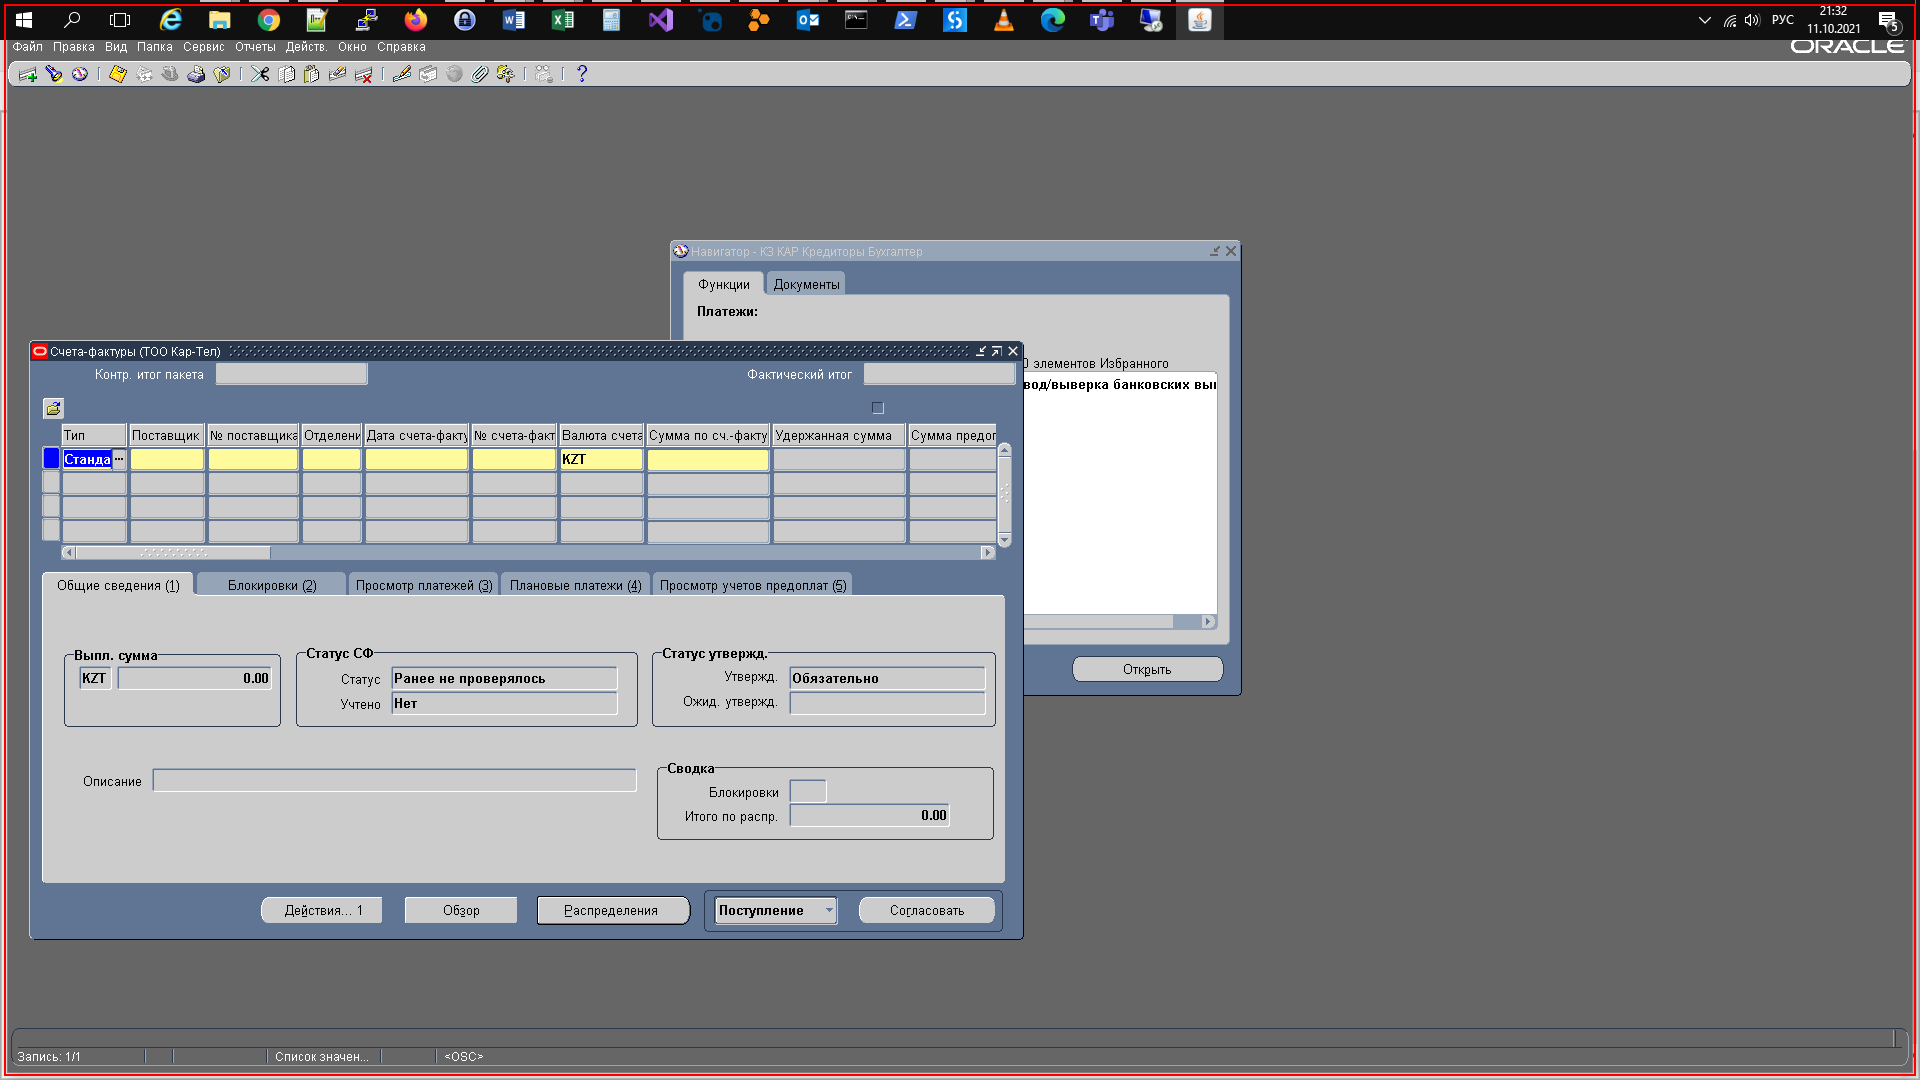 РУС
21:32
11.10.2021
5
Файл Правка Вид Папка Сервис Отчеты Действ. Окно Справка
ORACLE
Навигатор - КЗ КАР Кредиторы Бухгалтер
Функции Документы
Платежи:
0 элементов Избранного
вод/выверка банковских вып
Открыть
Счета-фактуры (ТОО Кар-Тел)
Контр. итог пакета
Фактический итог
Тип Поставщик № поставщика Отделени Дата счета-факту № счета-факт Валюта счета Сумма по сч.-факту Удержанная сумма Сумма предоп
Станда ... KZT
Общие сведения (1) Блокировки (2) Просмотр платежей (3) Плановые платежи (4) Просмотр учетов предоплат (5)
Выпл. сумма
KZT 0.00
Статус СФ
Статус Ранее не проверялось
Учтено Нет
Статус утвержд.
Утвержд. Обязательно
Ожид. утвержд.
Описание
Сводка
Блокировки
Итого по распр. 0.00
Действия... 1 Обзор Распределения Поступление Согласовать
Запись: 1/1 Список значен... <OSC>